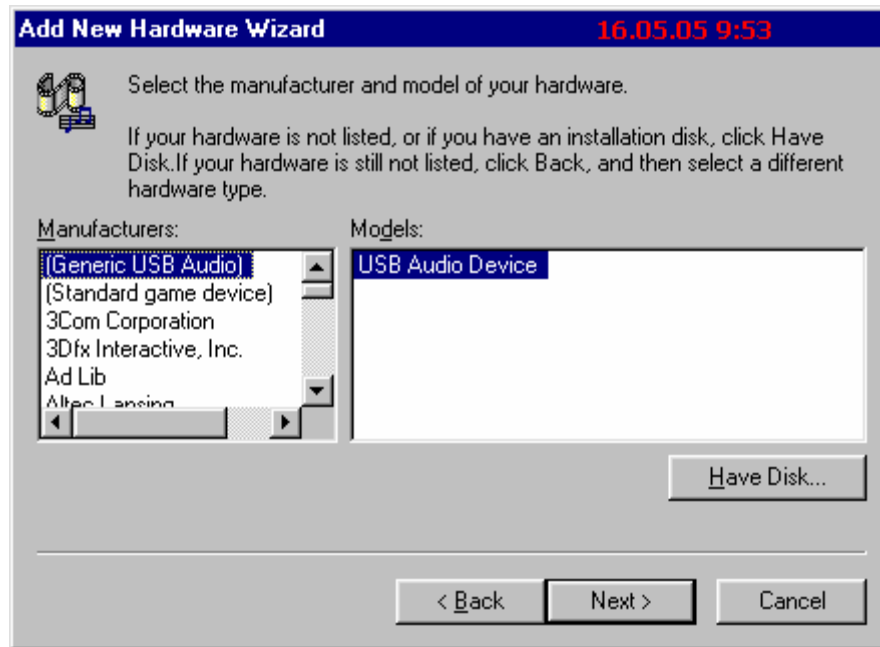 Add New Hardware Wizard 16.05.05 9:53
Select the manufacturer and model of your hardware.
If your hardware is not listed, or if you have an installation disk, click Have
Disk.If your hardware is still not listed, click Back, and then select a different
hardware type.
Manufacturers:
Models:
(Generic USB Audio)
(Standard game device)
3Com Corporation
3Dfx Interactive, Inc.
Ad Lib
Altec Lansing
USB Audio Device
Have Disk...
< Back
Next >
Cancel